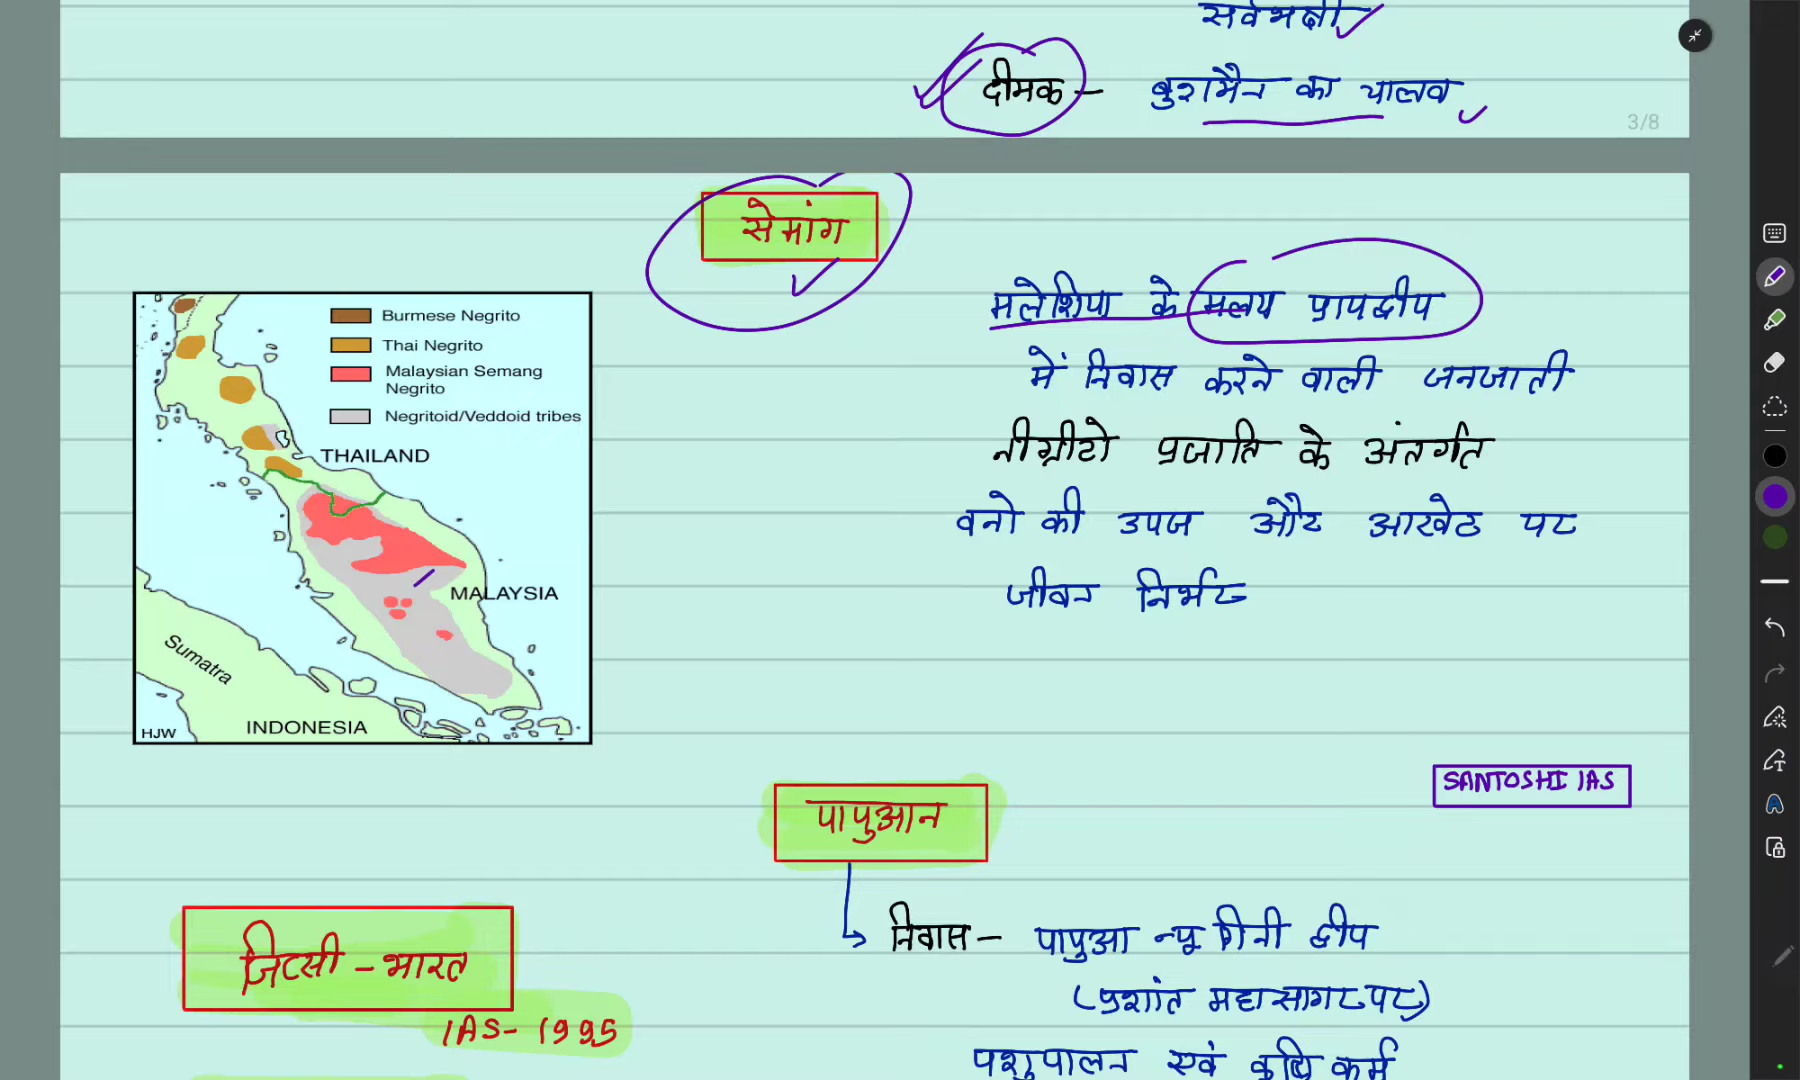 सर्वभक्षी
दीमक - बुशमैन का चावल
3/8
सेमांग
मलेशिया के मलय प्रायद्वीप
में निवास करने वाली जनजाती
नीग्रीटो प्रजाति के अंतर्गत
वनो की उपज और आखेट पर
जीवन निर्भर
Burmese Negrito
Thai Negrito
Malaysian Semang
Negrito
Negritoid/Veddoid tribes
THAILAND
MALAYSIA
Sumatra
INDONESIA
HJW
SANTOSHI IAS
पापुआन
निवास - पापुआ न्यू गिनी द्वीप
(प्रशांत महासागर पर)
पशुपालन एवं कृषि कर्म
जिप्सी - भारत
IAS- 1995